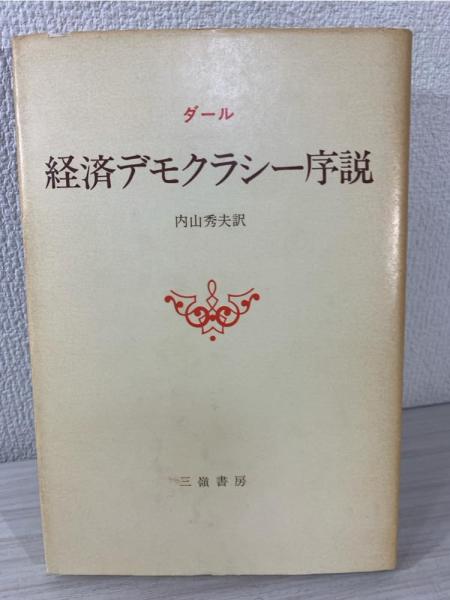 ダール
経済デモクラシー序説
内山秀夫訳
三嶺書房